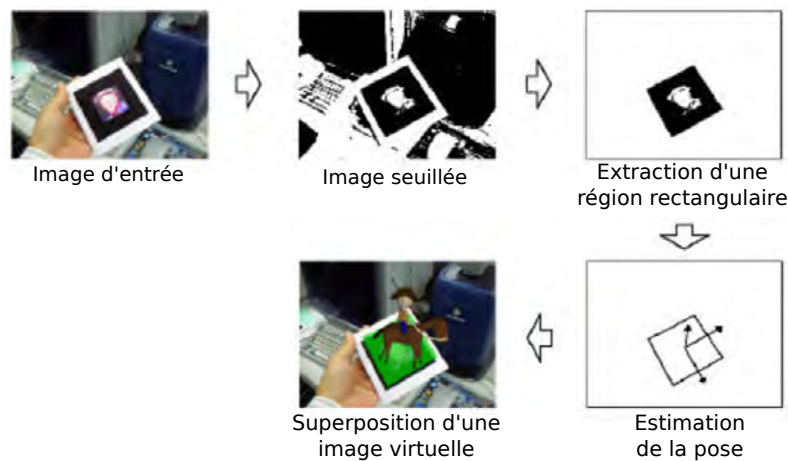 Image d'entrée
Image seuillée
Extraction d'une
région rectangulaire
Estimation
de la pose
Superposition d'une
image virtuelle